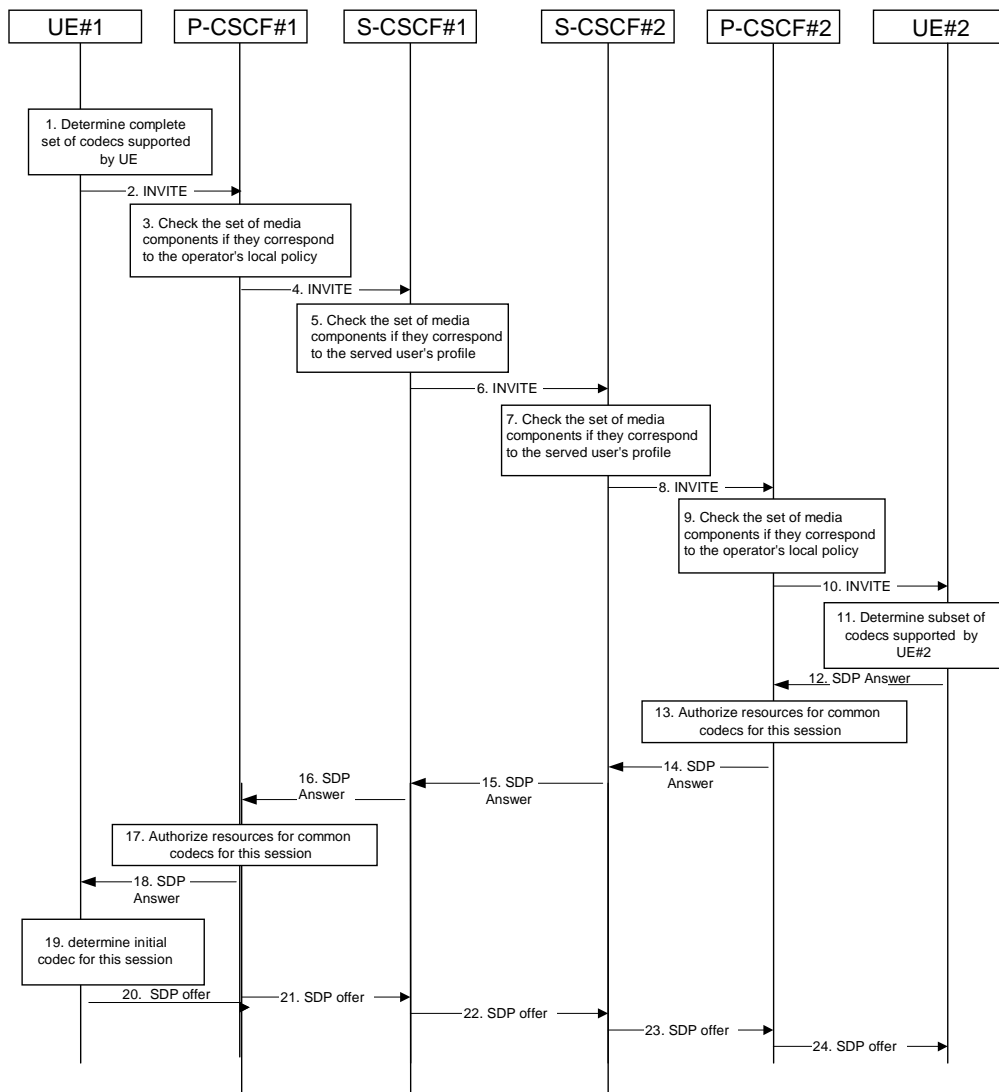 UE#1
P-CSCF#1
S-CSCF#1
S-CSCF#2
P-CSCF#2
UE#2
1. Determine complete
set of codecs supported
by UE
2. INVITE
3. Check the set of media
components if they correspond
to the operator's local policy
4. INVITE
5. Check the set of media
components if they correspond
to the served user's profile
6. INVITE
7. Check the set of media
components if they correspond
to the served user's profile
8. INVITE
9. Check the set of media
components if they correspond
to the operator's local policy
10. INVITE
11. Determine subset of
codecs supported by
UE#2
12. SDP Answer
13. Authorize resources for common
codecs for this session
14. SDP
Answer
15. SDP
Answer
16. SDP
Answer
17. Authorize resources for common
codecs for this session
18. SDP
Answer
19. determine initial
codec for this session
20. SDP offer
21. SDP offer
22. SDP offer
23. SDP offer
24. SDP offer